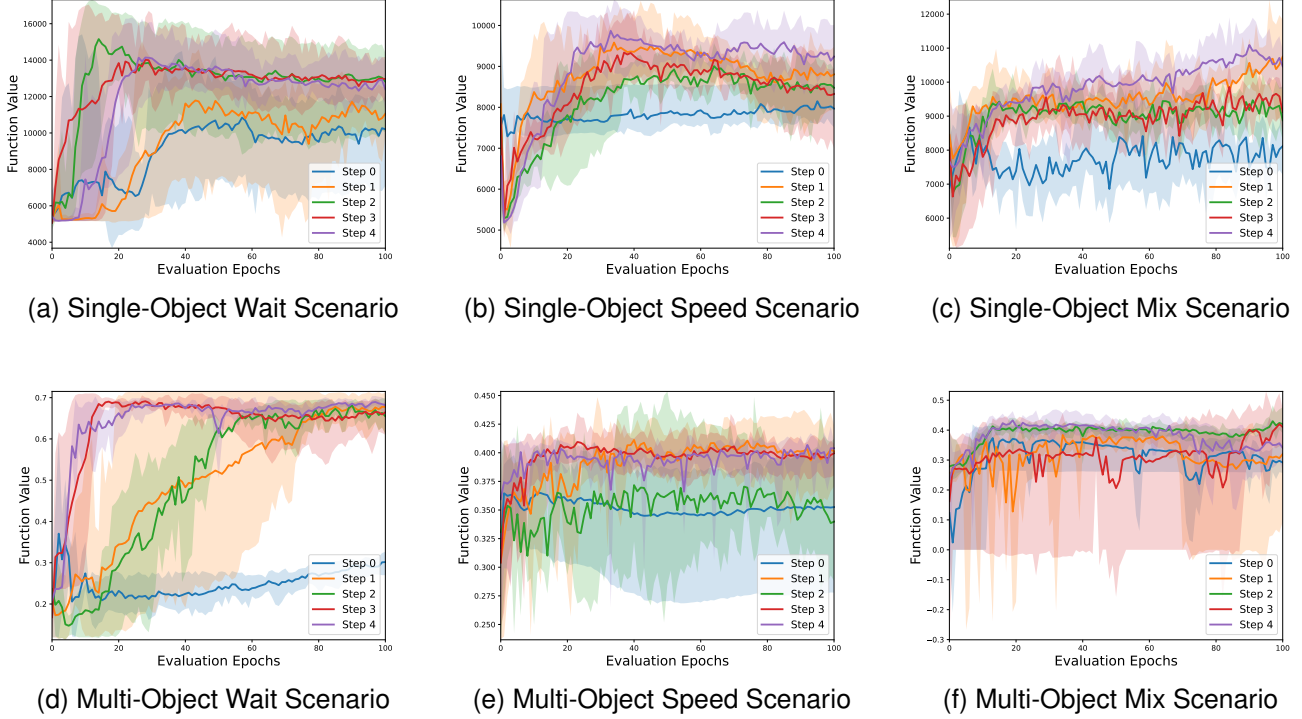 Function Value
16000
14000
12000
10000
8000
6000
4000
0 20 40 60 80 100
Evaluation Epochs
Step 0
Step 1
Step 2
Step 3
Step 4
(a) Single-Object Wait Scenario
Function Value
10000
9000
8000
7000
6000
5000
0 20 40 60 80 100
Evaluation Epochs
Step 0
Step 1
Step 2
Step 3
Step 4
(b) Single-Object Speed Scenario
Function Value
12000
11000
10000
9000
8000
7000
6000
0 20 40 60 80 100
Evaluation Epochs
Step 0
Step 1
Step 2
Step 3
Step 4
(c) Single-Object Mix Scenario
Function Value
0.7
0.6
0.5
0.4
0.3
0.2
0 20 40 60 80 100
Evaluation Epochs
Step 0
Step 1
Step 2
Step 3
Step 4
(d) Multi-Object Wait Scenario
Function Value
0.450
0.425
0.400
0.375
0.350
0.325
0.300
0.275
0.250
0 20 40 60 80 100
Evaluation Epochs
Step 0
Step 1
Step 2
Step 3
Step 4
(e) Multi-Object Speed Scenario
Function Value
0.5
0.4
0.3
0.2
0.1
0.0
−0.1
−0.2
−0.3
0 20 40 60 80 100
Evaluation Epochs
Step 0
Step 1
Step 2
Step 3
Step 4
(f) Multi-Object Mix Scenario